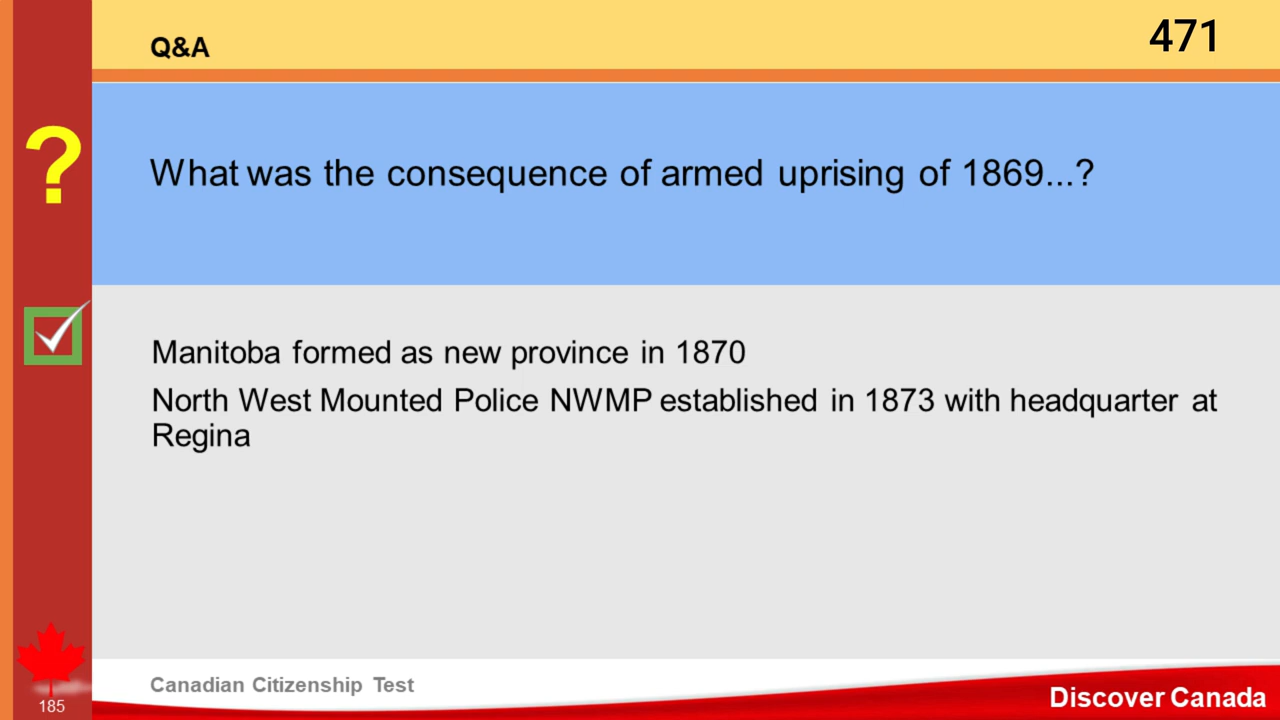 Q&A
471
?
What was the consequence of armed uprising of 1869...?
Manitoba formed as new province in 1870
North West Mounted Police NWMP established in 1873 with headquarter at
Regina
Canadian Citizenship Test
185
Discover Canada